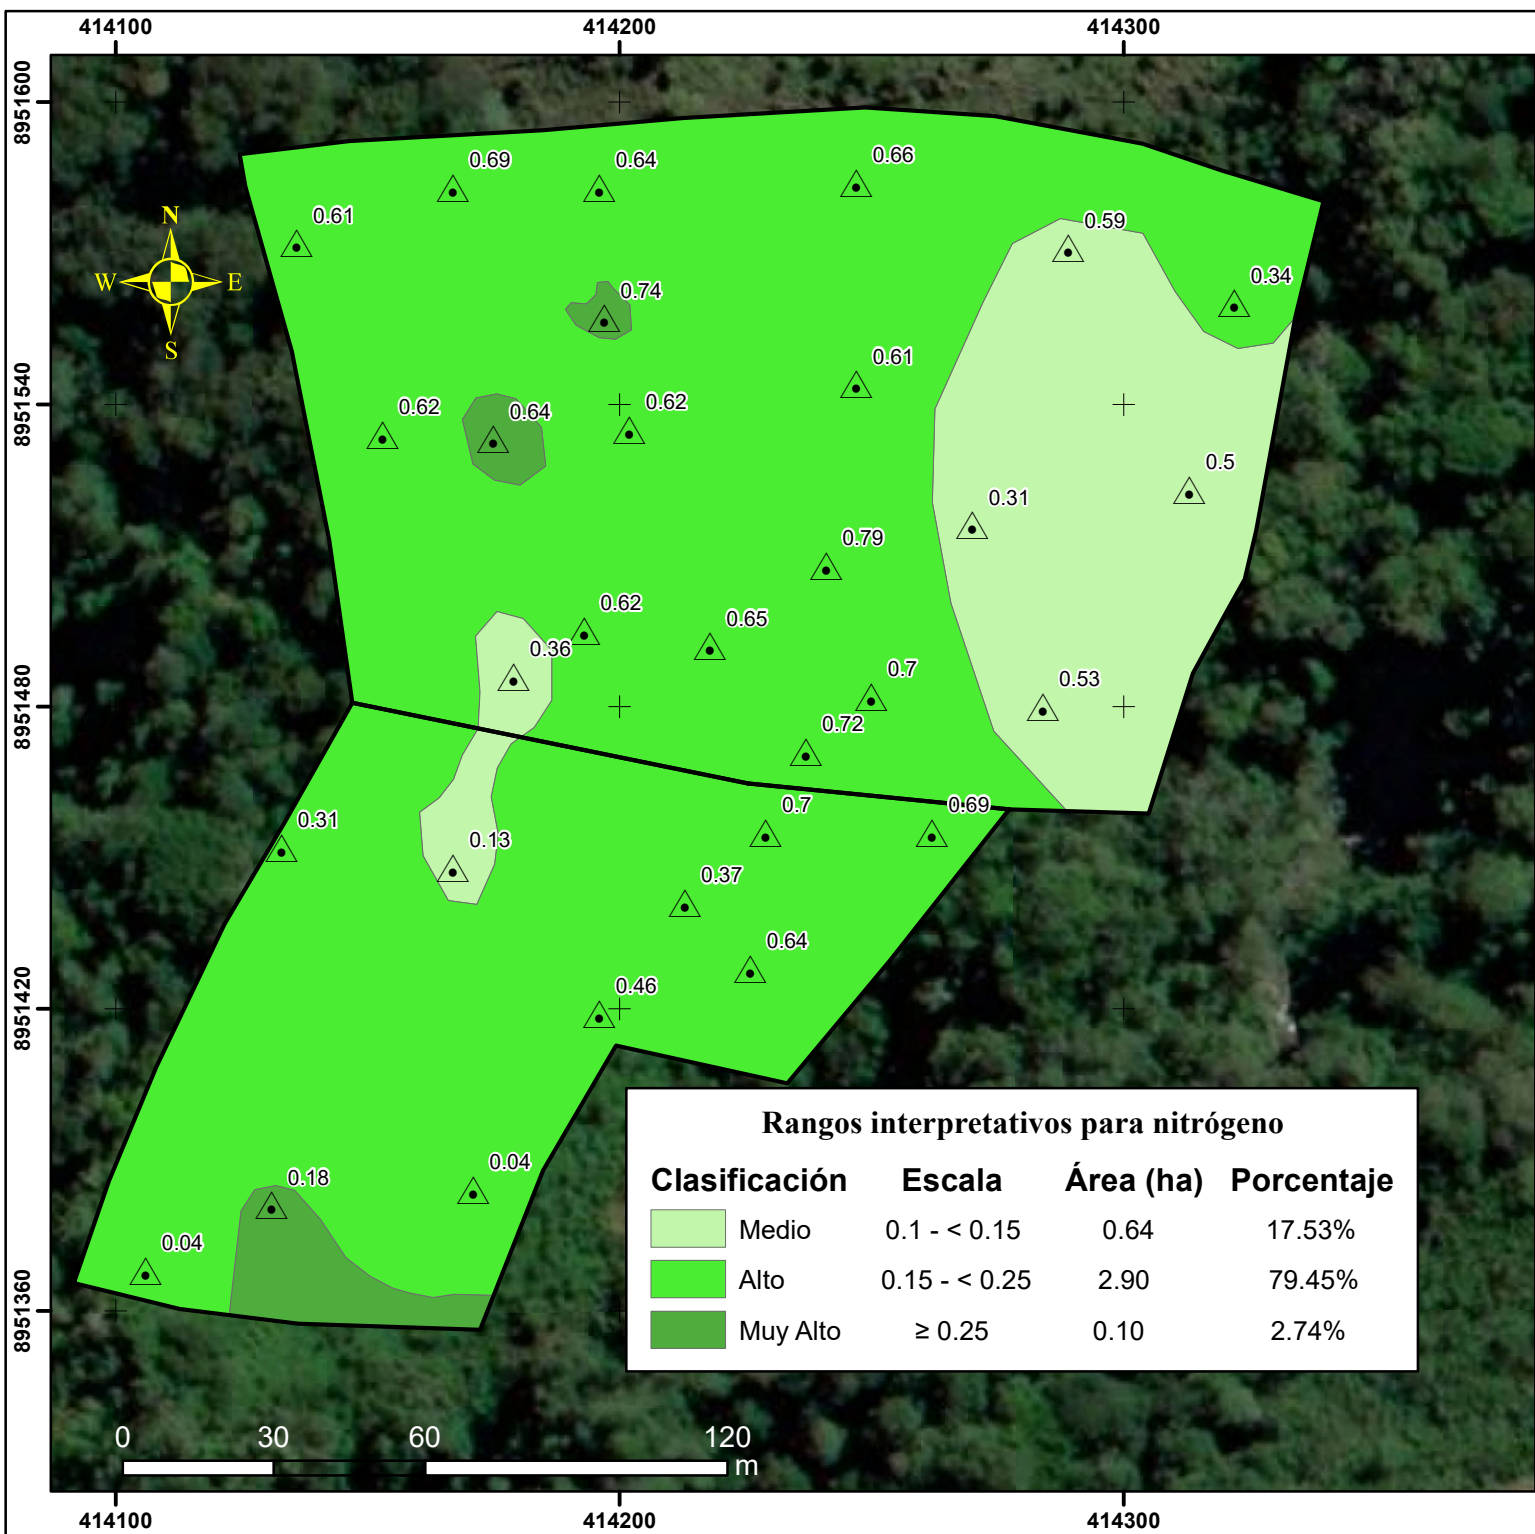 414100 414200 414300
8951600
8951540
8951480
8951420
8951360
N
W E
S
0.69 0.64 0.66
0.61 0.59
0.34
0.74
0.61
0.62 0.64 0.62
0.5
0.31
0.79
0.62 0.65
0.36
0.53
0.7
0.72
0.7 0.69
0.31
0.13
0.37
0.64
0.46
0.04
0.18
0.04
Rangos interpretativos para nitrógeno
Clasificación Escala Área (ha) Porcentaje
Medio 0.1 - < 0.15 0.64 17.53%
Alto 0.15 - < 0.25 2.90 79.45%
Muy Alto ≥ 0.25 0.10 2.74%
0 30 60 120
m
414100 414200 414300